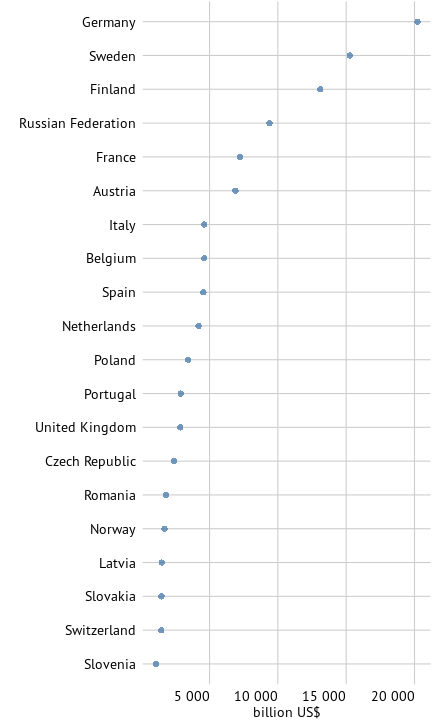 Germany
Sweden
Finland
Russian Federation
France
Austria
Italy
Belgium
Spain
Netherlands
Poland
Portugal
United Kingdom
Czech Republic
Romania
Norway
Latvia
Slovakia
Switzerland
Slovenia
5 000 10 000 15 000 20 000
billion US$